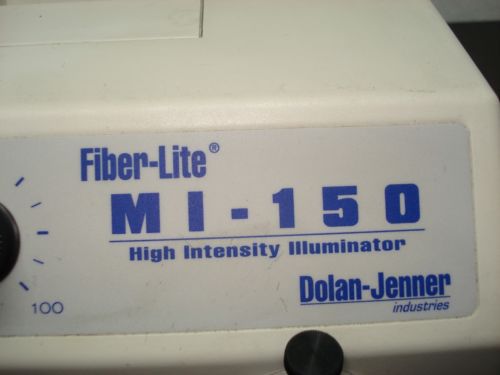 Fiber-Lite®
MI-150
High Intensity Illuminator
100
Dolan-Jenner
industries